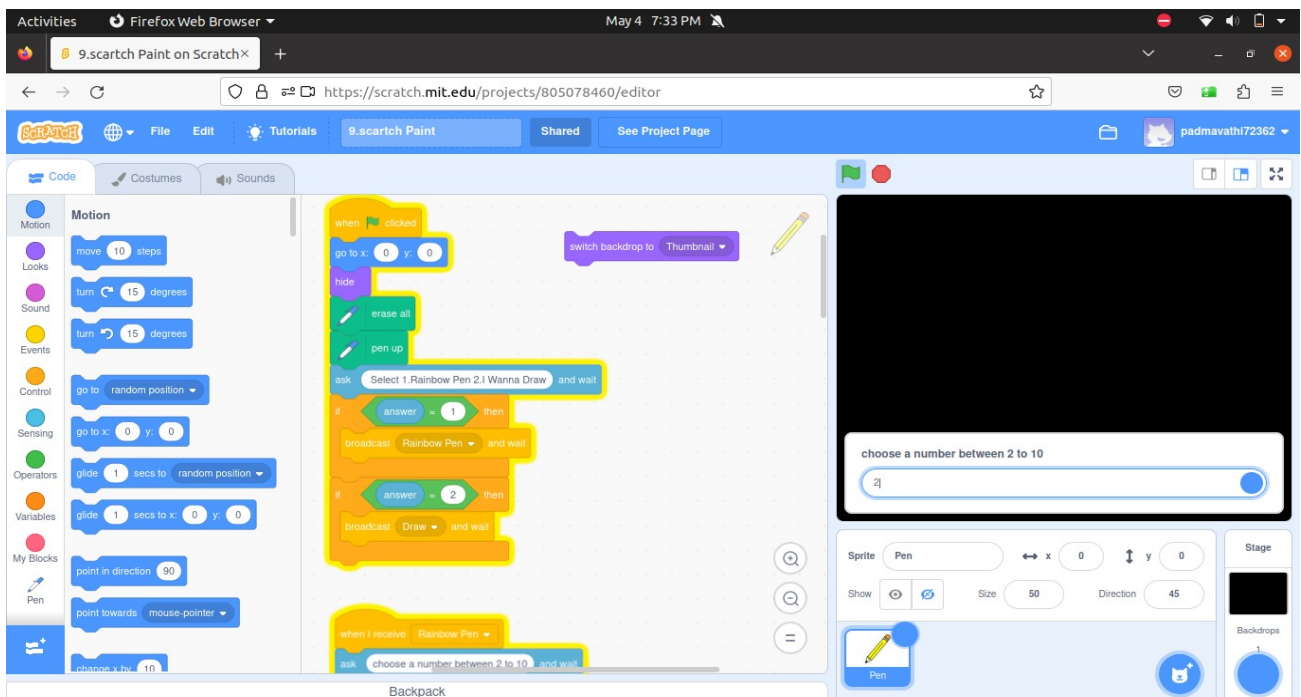 Activities Firefox Web Browser May 4 7:33 PM
9.scartch Paint on Scratch × +
https://scratch.mit.edu/projects/805078460/editor
SCRATCH File Edit Tutorials 9.scartch Paint Shared See Project Page padmavathi72362
Code Costumes Sounds
Motion
Looks
Sound
Events
Control
Sensing
Operators
Variables
My Blocks
Pen
Motion
move 10 steps
turn 15 degrees
turn 15 degrees
go to random position
go to x: 0 y: 0
glide 1 secs to random position
glide 1 secs to x: 0 y: 0
point in direction 90
point towards mouse-pointer
change x by 10
when clicked
go to x: 0 y: 0
hide
erase all
pen up
ask Select 1.Rainbow Pen 2.I Wanna Draw and wait
if answer = 1 then
broadcast Rainbow Pen and wait
if answer = 2 then
broadcast Draw and wait
when I receive Rainbow Pen
ask choose a number between 2 to 10 and wait
switch backdrop to Thumbnail
choose a number between 2 to 10
2
Sprite Pen x 0 y 0
Show Size 50 Direction 45
Pen
Stage
Backdrops
1
Backpack